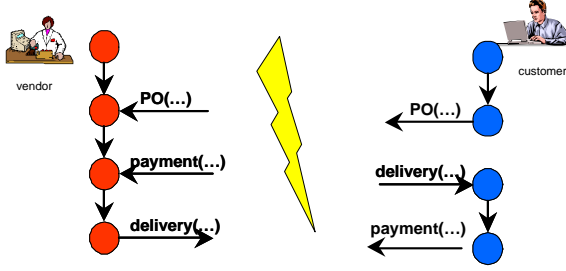 vendor
PO(...)
payment(...)
delivery(...)
customer
PO(...)
delivery(...)
payment(...)